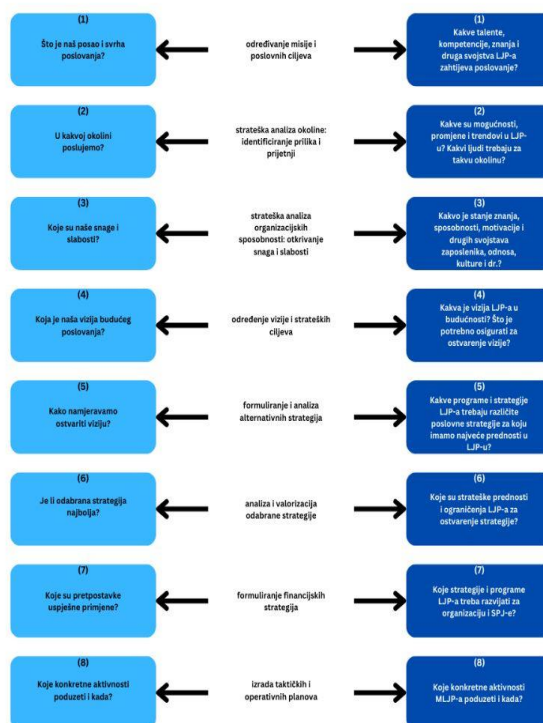 (1)
Što je naš posao i svrha
poslovanja?
određivanje misije i
poslovnih ciljeva
(1)
Kakve talente,
kompetencije, znanja i
druga svojstva LJP-a
zahtijeva poslovanje?
(2)
U kakvoj okolini
poslujemo?
strateška analiza okoline:
identificiranje prilika i
prijetnji
(2)
Kakve su mogućnosti,
promjene i trendovi u LJP-
u? Kakvi ljudi trebaju za
takvu okolinu?
(3)
Koje su naše snage i
slabosti?
strateška analiza
organizacijskih
sposobnosti: otkrivanje
snaga i slabosti
(3)
Kakvo je stanje znanja,
sposobnosti, motivacije i
drugih svojstava
zaposlenika, odnosa,
kulture i dr.?
(4)
Koja je naša vizija budućeg
poslovanja?
određenje vizije i strateških
ciljeva
(4)
Kakva je vizija LJP-a u
budućnosti? Što je
potrebno osigurati za
ostvarenje vizije?
(5)
Kako namjeravamo
ostvariti viziju?
formuliranje i analiza
alternativnih strategija
(5)
Kakve programe i strategije
LJP-a trebaju različite
poslovne strategije za koju
imamo najveće prednosti u
LJP-u?
(6)
Je li odabrana strategija
najbolja?
analiza i valorizacija
odabrane strategije
(6)
Koje su strateške prednosti
i ograničenja LJP-a za
ostvarenje strategije?
(7)
Koje su pretpostavke
uspješne primjene?
formuliranje financijskih
strategija
(7)
Koje strategije i programe
LJP-a treba razvijati za
organizaciju i SPJ-e?
(8)
Koje konkretne aktivnosti
poduzeti i kada?
izrada taktičkih i
operativnih planova
(8)
Koje konkretne aktivnosti
MLJP-a poduzeti i kada?